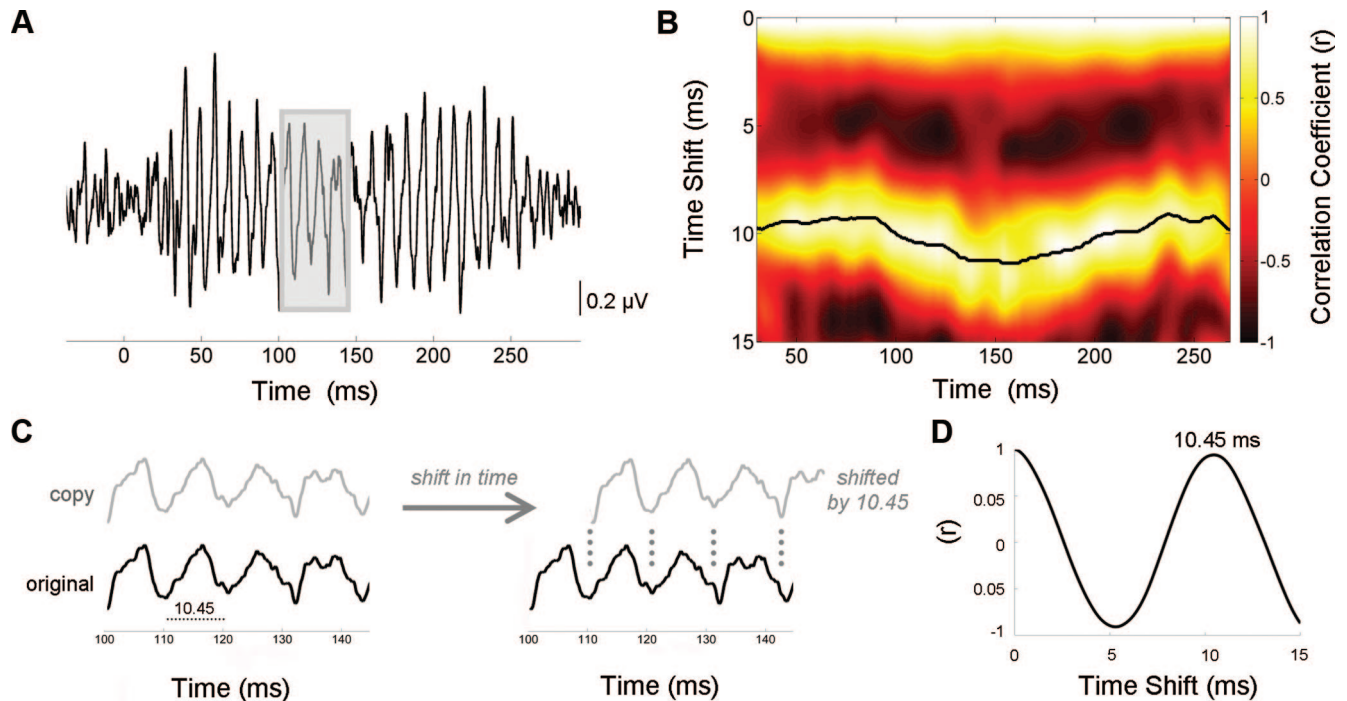 A
0.2 µV
0 50 100 150 200 250
Time (ms)
B
0
5
10
15
Time Shift (ms)
50 100 150 200 250
Time (ms)
1
0.5
0
-0.5
-1
Correlation Coefficient (r)
C
copy
original
10.45
100 110 120 130 140
Time (ms)
shift in time
shifted
by 10.45
100 110 120 130 140
Time (ms)
D
10.45 ms
1
0.05
0
0.05
-1
(r)
0 5 10 15
Time Shift (ms)